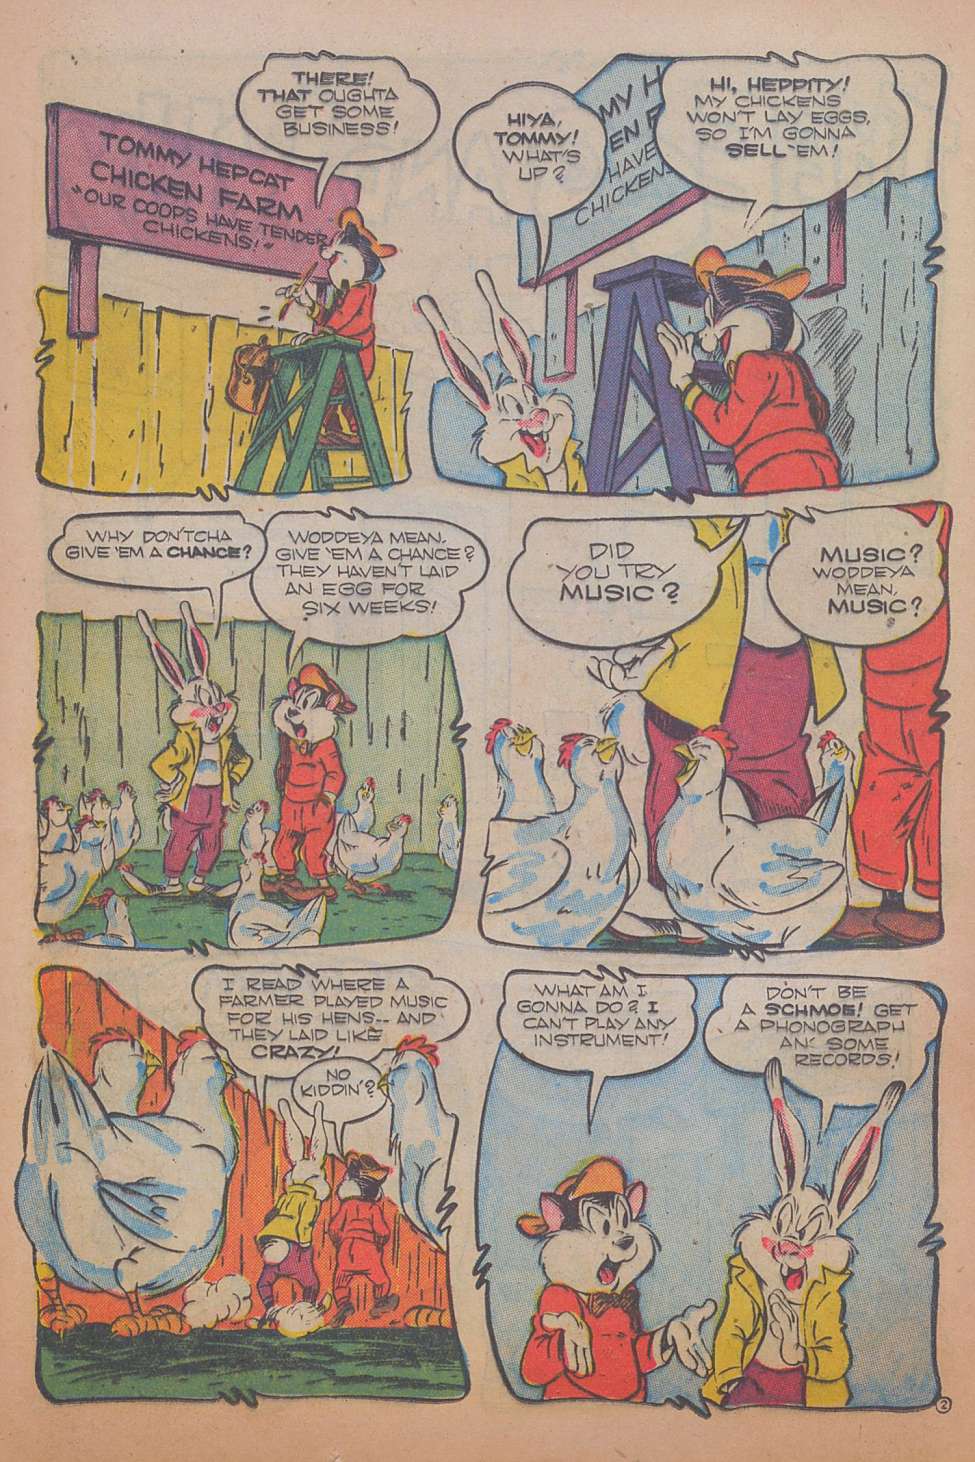 THERE!
THAT OUGHTA
GET SOME
BUSINESS!
TOMMY HEPCAT
CHICKEN FARM
"OUR COOPS HAVE TENDER
CHICKENS!"
HIYA,
TOMMY!
WHAT'S
UP?
MY H
EN F
HAVE
CHICKEN
HI, HEPPITY!
MY CHICKENS
WON'T LAY EGGS,
SO I'M GONNA
SELL 'EM!
WHY DON'TCHA
GIVE 'EM A CHANCE?
WODDEYA MEAN,
GIVE 'EM A CHANCE?
THEY HAVEN'T LAID
AN EGG FOR
SIX WEEKS!
DID
YOU TRY
MUSIC?
MUSIC?
WODDEYA
MEAN,
MUSIC?
I READ WHERE A
FARMER PLAYED MUSIC
FOR HIS HENS-- AND
THEY LAID LIKE
CRAZY!
NO
KIDDIN'?
WHAT AM I
GONNA DO? I
CAN'T PLAY ANY
INSTRUMENT!
DON'T BE
A SCHMOE! GET
A PHONOGRAPH
AN' SOME
RECORDS!
2